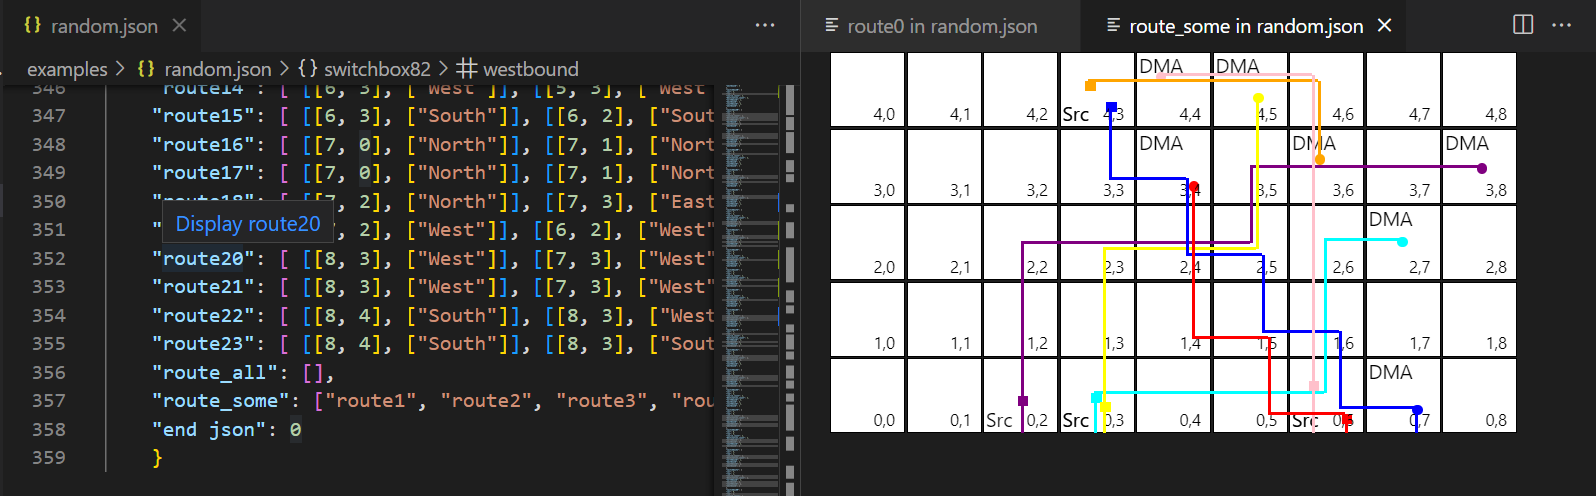 random.json
route0 in random.json
route_some in random.json
examples > random.json > switchbox82 > westbound
346 "route14": [ [[6, 3], ["West"]], [[5, 3], ["West"
347 "route15": [ [[6, 3], ["South"]], [[6, 2], ["Sout
348 "route16": [ [[7, 0], ["North"]], [[7, 1], ["Nort
349 "route17": [ [[7, 0], ["North"]], [[7, 1], ["Nort
350 "route18": [ [[7, 2], ["North"]], [[7, 3], ["East
351 2], ["West"]], [[6, 2], ["West"
Display route20
352 "route20": [ [[8, 3], ["West"]], [[7, 3], ["West"
353 "route21": [ [[8, 3], ["West"]], [[7, 3], ["West"
354 "route22": [ [[8, 4], ["South"]], [[8, 3], ["West
355 "route23": [ [[8, 4], ["South"]], [[8, 3], ["Sout
356 "route_all": [],
357 "route_some": ["route1", "route2", "route3", "rou
358 "end json": 0
359 }
DMA DMA
4,0 4,1 4,2 Src 4,3 4,4 4,5 4,6 4,7 4,8
DMA DMA DMA
3,0 3,1 3,2 3,3 3,4 3,5 3,6 3,7 3,8
DMA
2,0 2,1 2,2 2,3 2,4 2,5 2,6 2,7 2,8
1,0 1,1 1,2 1,3 1,4 1,5 1,6 1,7 1,8
DMA
0,0 0,1 Src 0,2 Src 0,3 0,4 0,5 Src 0,6 0,7 0,8